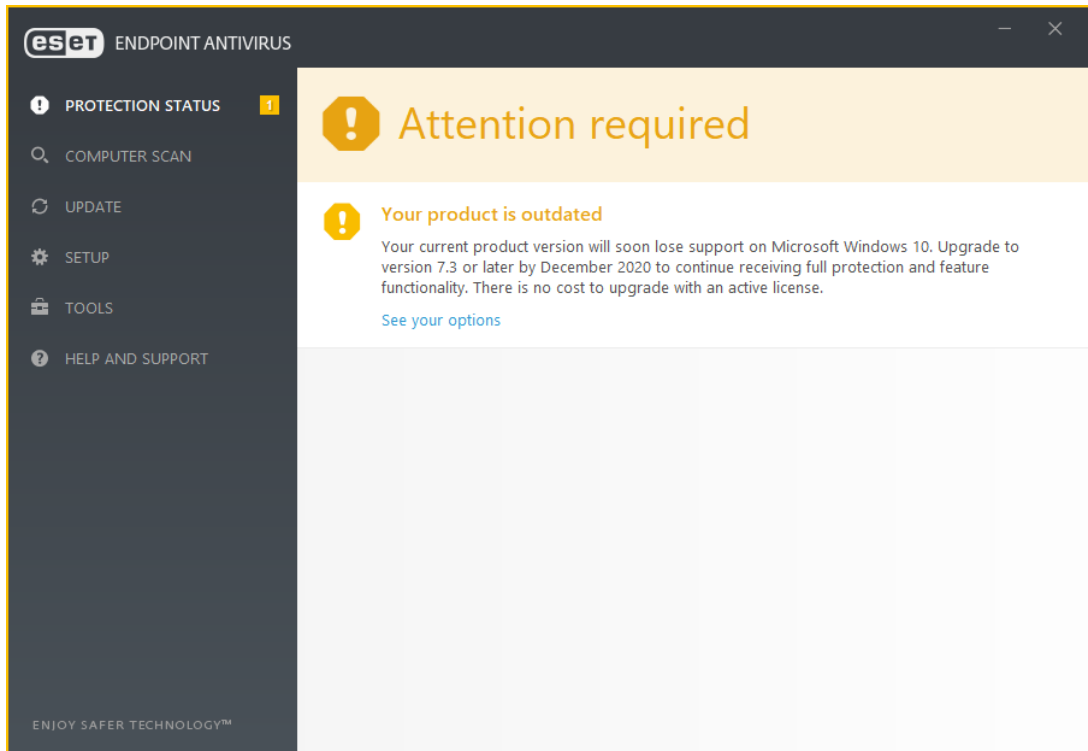 eseT ENDPOINT ANTIVIRUS
PROTECTION STATUS 1
COMPUTER SCAN
UPDATE
SETUP
TOOLS
HELP AND SUPPORT
ENJOY SAFER TECHNOLOGY™
Attention required
Your product is outdated
Your current product version will soon lose support on Microsoft Windows 10. Upgrade to
version 7.3 or later by December 2020 to continue receiving full protection and feature
functionality. There is no cost to upgrade with an active license.
See your options